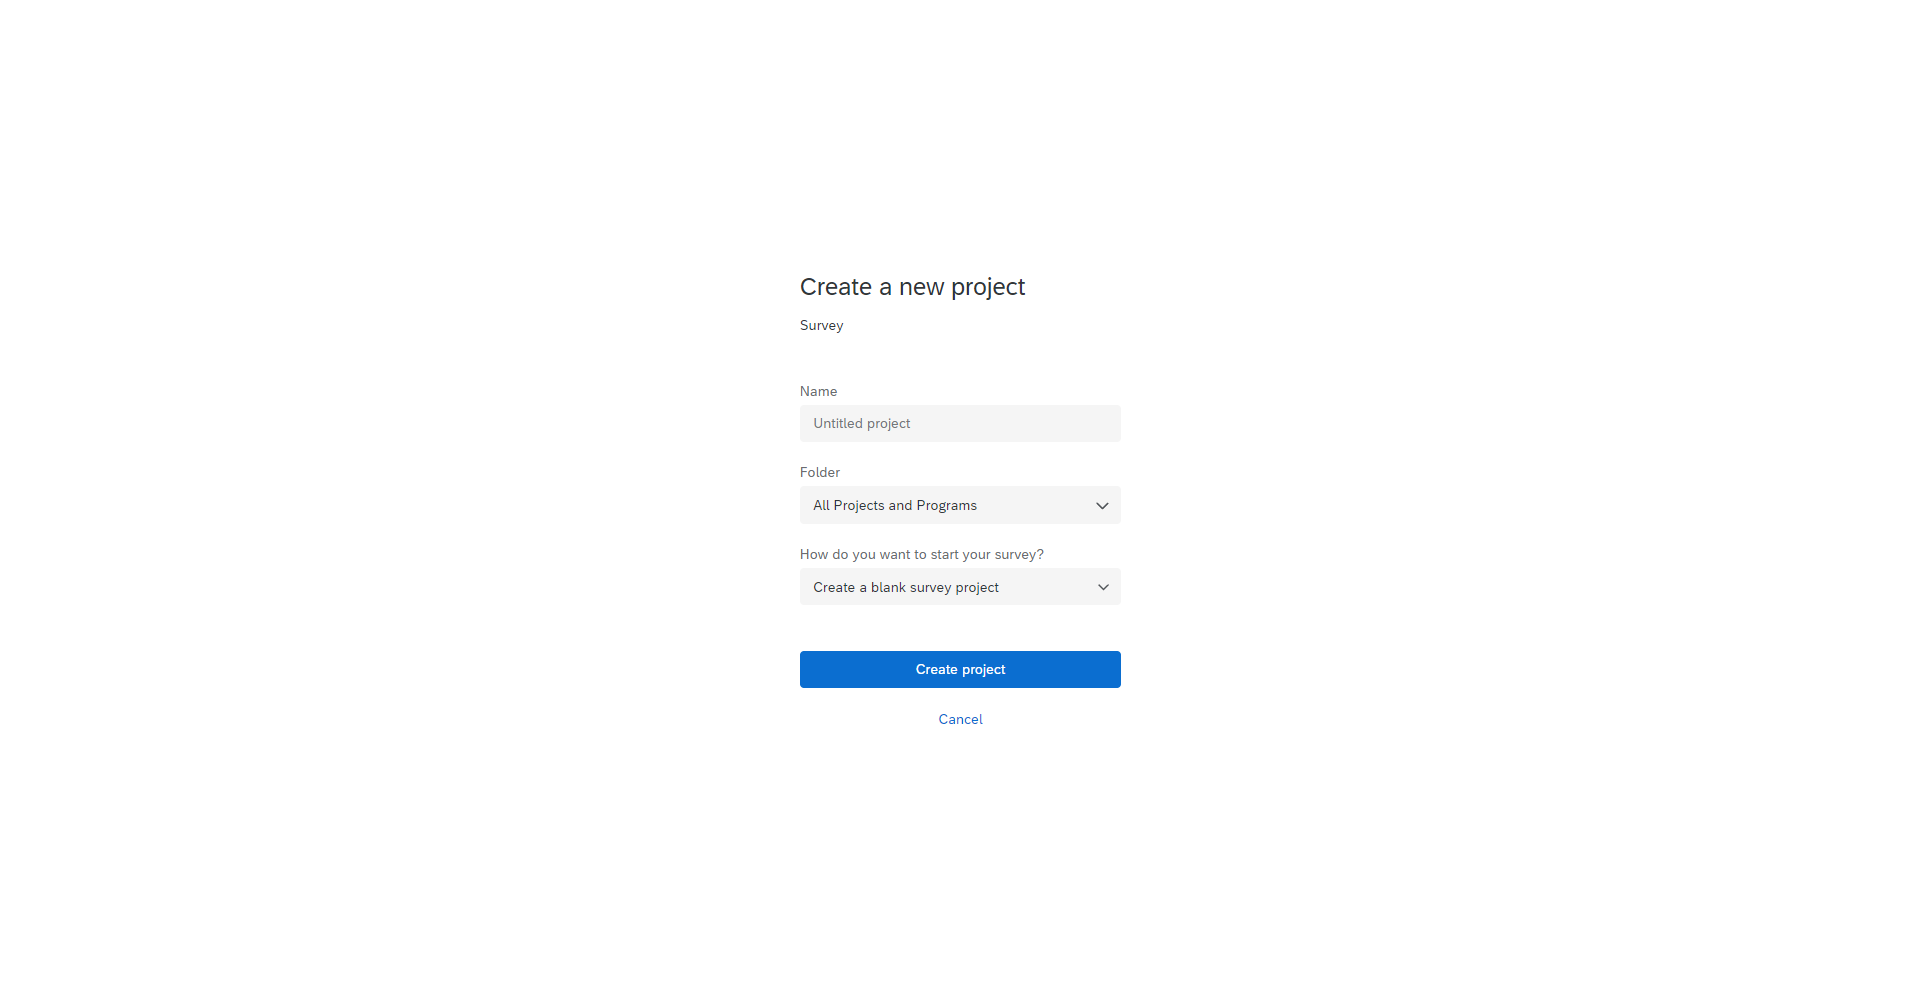 Create a new project
Survey
Name
Untitled project
Folder
All Projects and Programs
How do you want to start your survey?
Create a blank survey project
Create project
Cancel